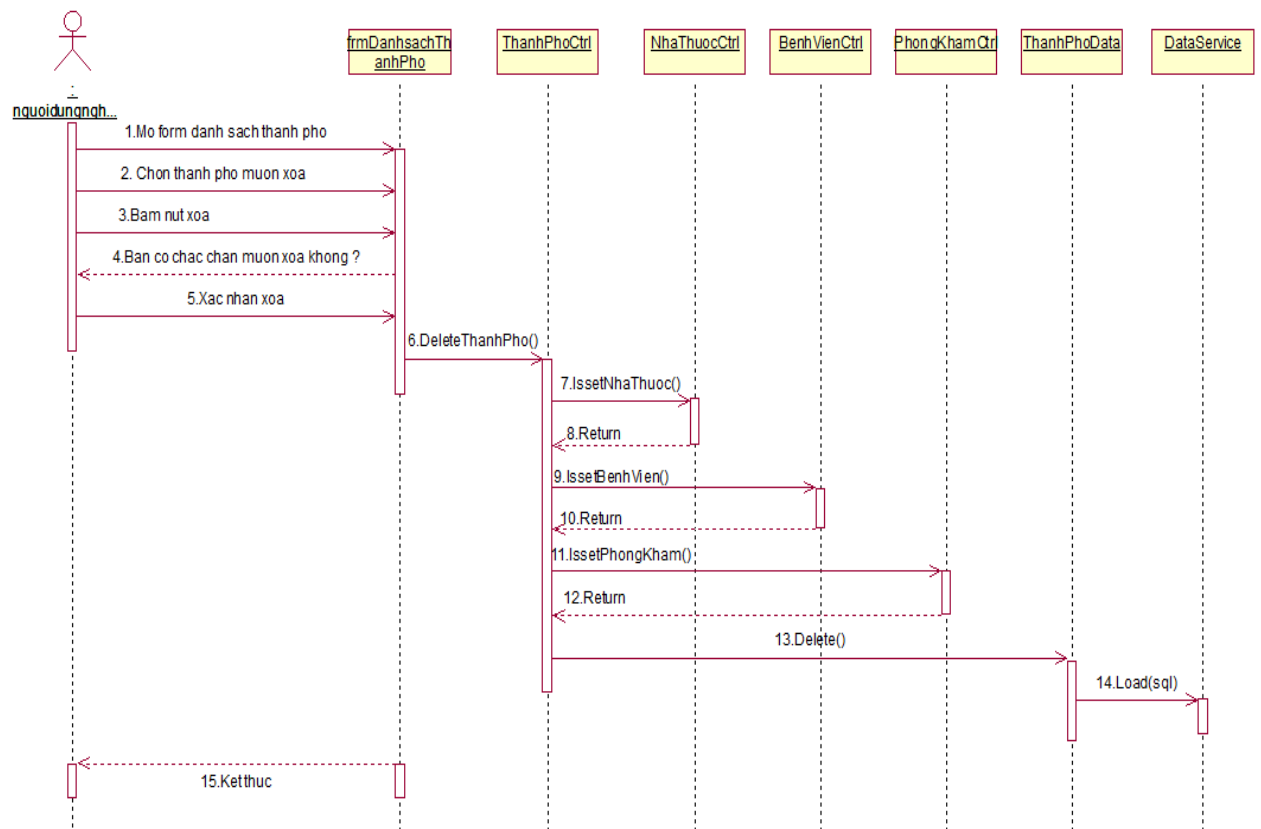 frmDanhsachTh
anhPho
ThanhPhoCtrl
NhaThuocCtrl
BenhVienCtrl
PhongKhamCtrl
ThanhPhoData
DataService
:
nguoidungngh...
1.Mo form danh sach thanh pho
2. Chon thanh pho muon xoa
3.Bam nut xoa
4.Ban co chac chan muon xoa khong ?
5.Xac nhan xoa
6.DeleteThanhPho()
7.IssetNhaThuoc()
8.Return
9.IssetBenhVien()
10.Return
11.IssetPhongKham()
12.Return
13.Delete()
14.Load(sql)
15.Ket thuc